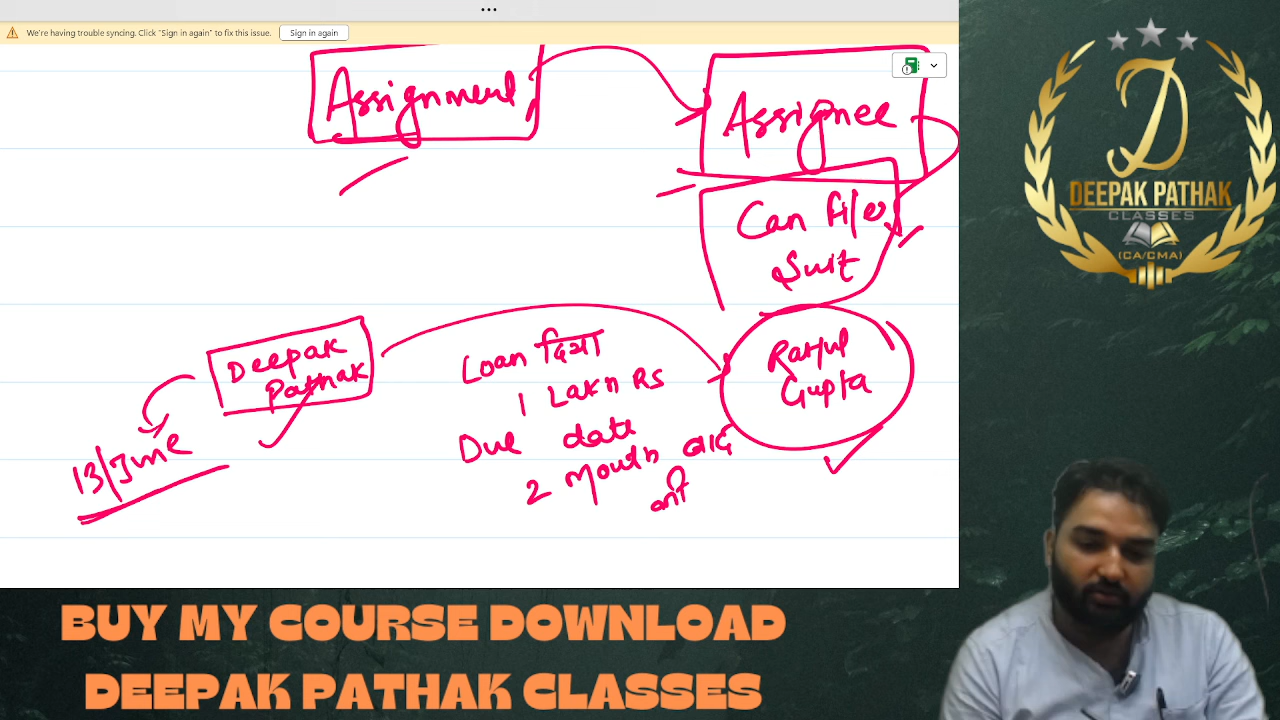 We're having trouble syncing. Click "Sign in again" to fix this issue.
Sign in again
Assignment
Assignee
Can file
Suit
Deepak
Pathak
13/June
Loan दिया
1 Lakh RS
Due date
2 Month बाद
की
Rahul
Gupta
D
DEEPAK PATHAK
CLASSES
(CA/CMA)
BUY MY COURSE DOWNLOAD
DEEPAK PATHAK CLASSES